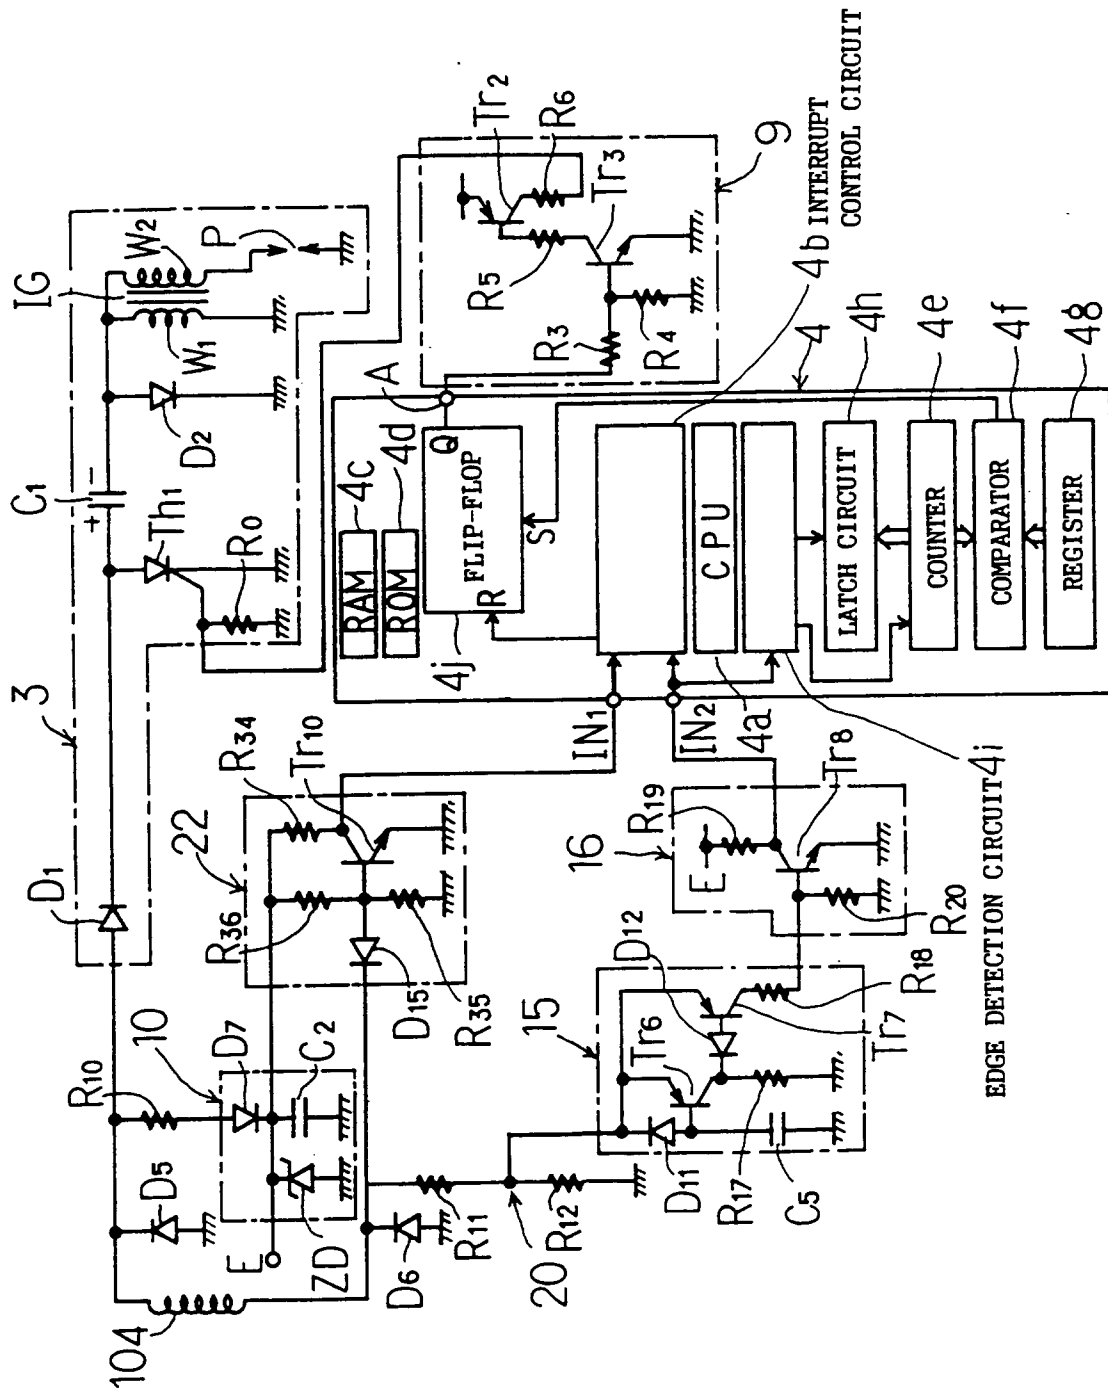 3
D1
C1
+
−
Th1
R0
D2
IG
W1
W2
P
104
D5
R10
10
D7
C2
E
ZD
D6
R11
20
R12
22
R36
R34
Tr10
D15
R35
IN1
IN2
RAM
4c
ROM
4d
4j
R
FLIP-FLOP
S
Q
A
R3
R4
R5
Tr3
Tr2
R6
9
4b INTERRUPT
CONTROL CIRCUIT
4
CPU
4a
LATCH CIRCUIT
4h
COUNTER
4e
COMPARATOR
4f
REGISTER
48
15
Tr6
D12
D11
R17
C5
Tr7
R18
16
E
R19
Tr8
R20
EDGE DETECTION CIRCUIT 4i